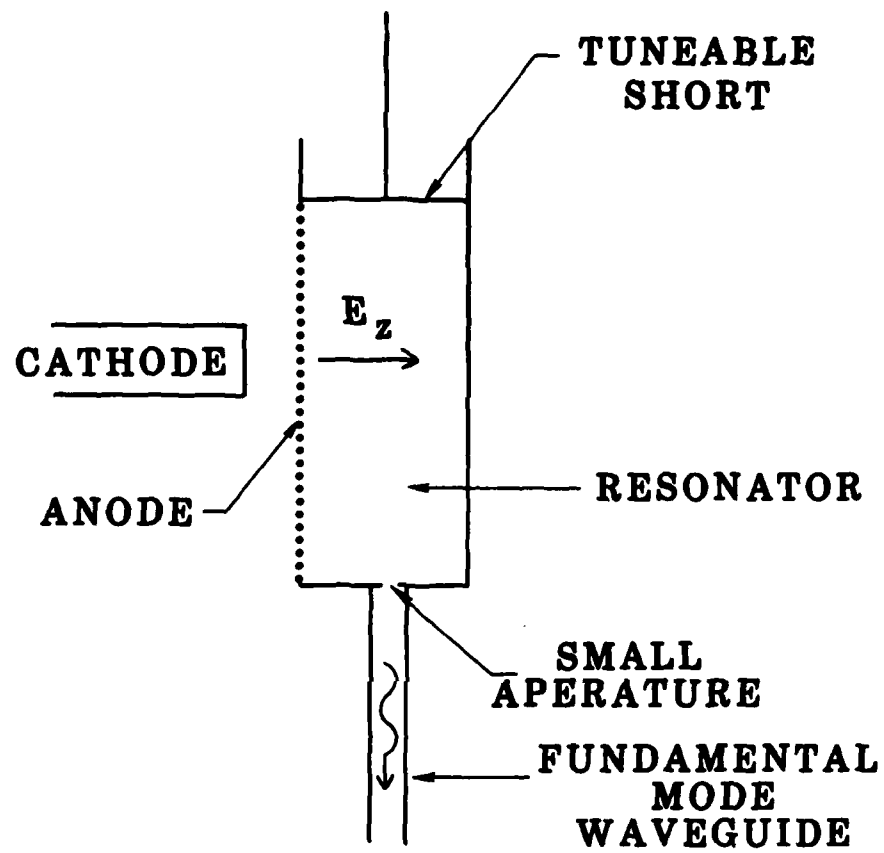 TUNEABLE
SHORT
E z
CATHODE
ANODE
RESONATOR
SMALL
APERATURE
FUNDAMENTAL
MODE
WAVEGUIDE